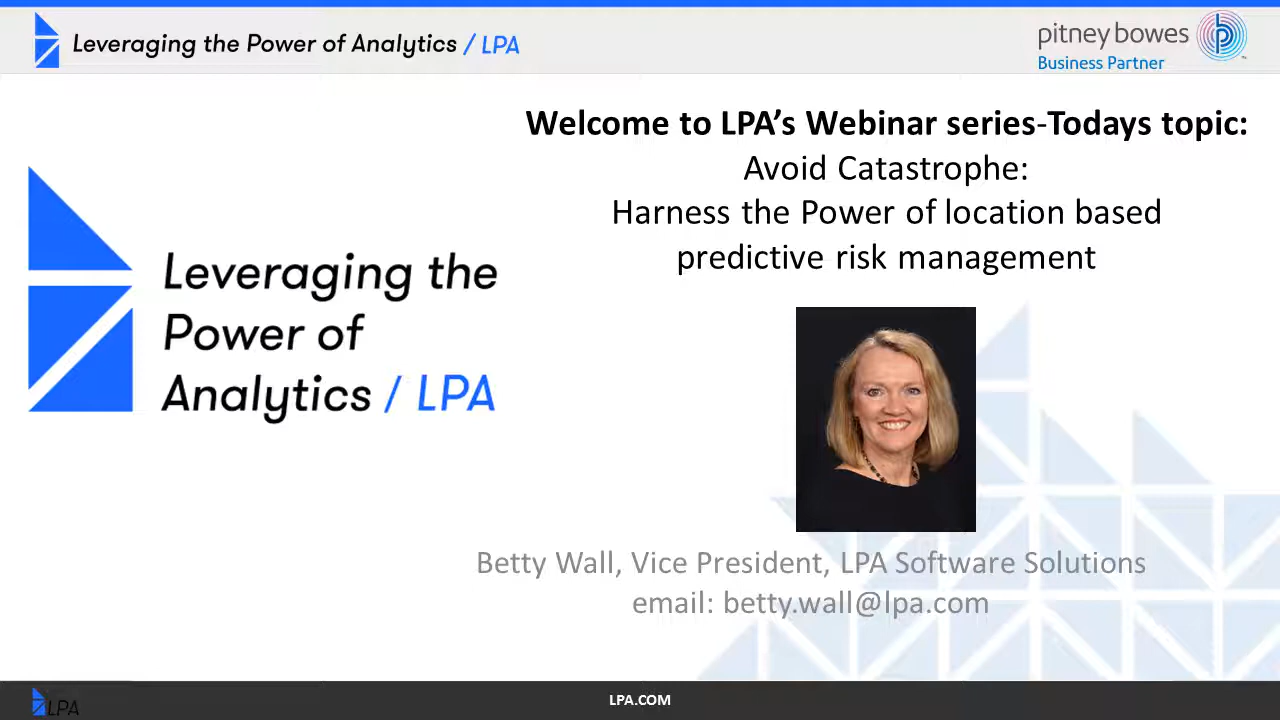 Leveraging the Power of Analytics / LPA
pitney bowes
Business Partner
Welcome to LPA’s Webinar series-Todays topic:
Avoid Catastrophe:
Harness the Power of location based
predictive risk management
Leveraging the
Power of
Analytics / LPA
Betty Wall, Vice President, LPA Software Solutions
email: betty.wall@lpa.com
LPA
LPA.COM